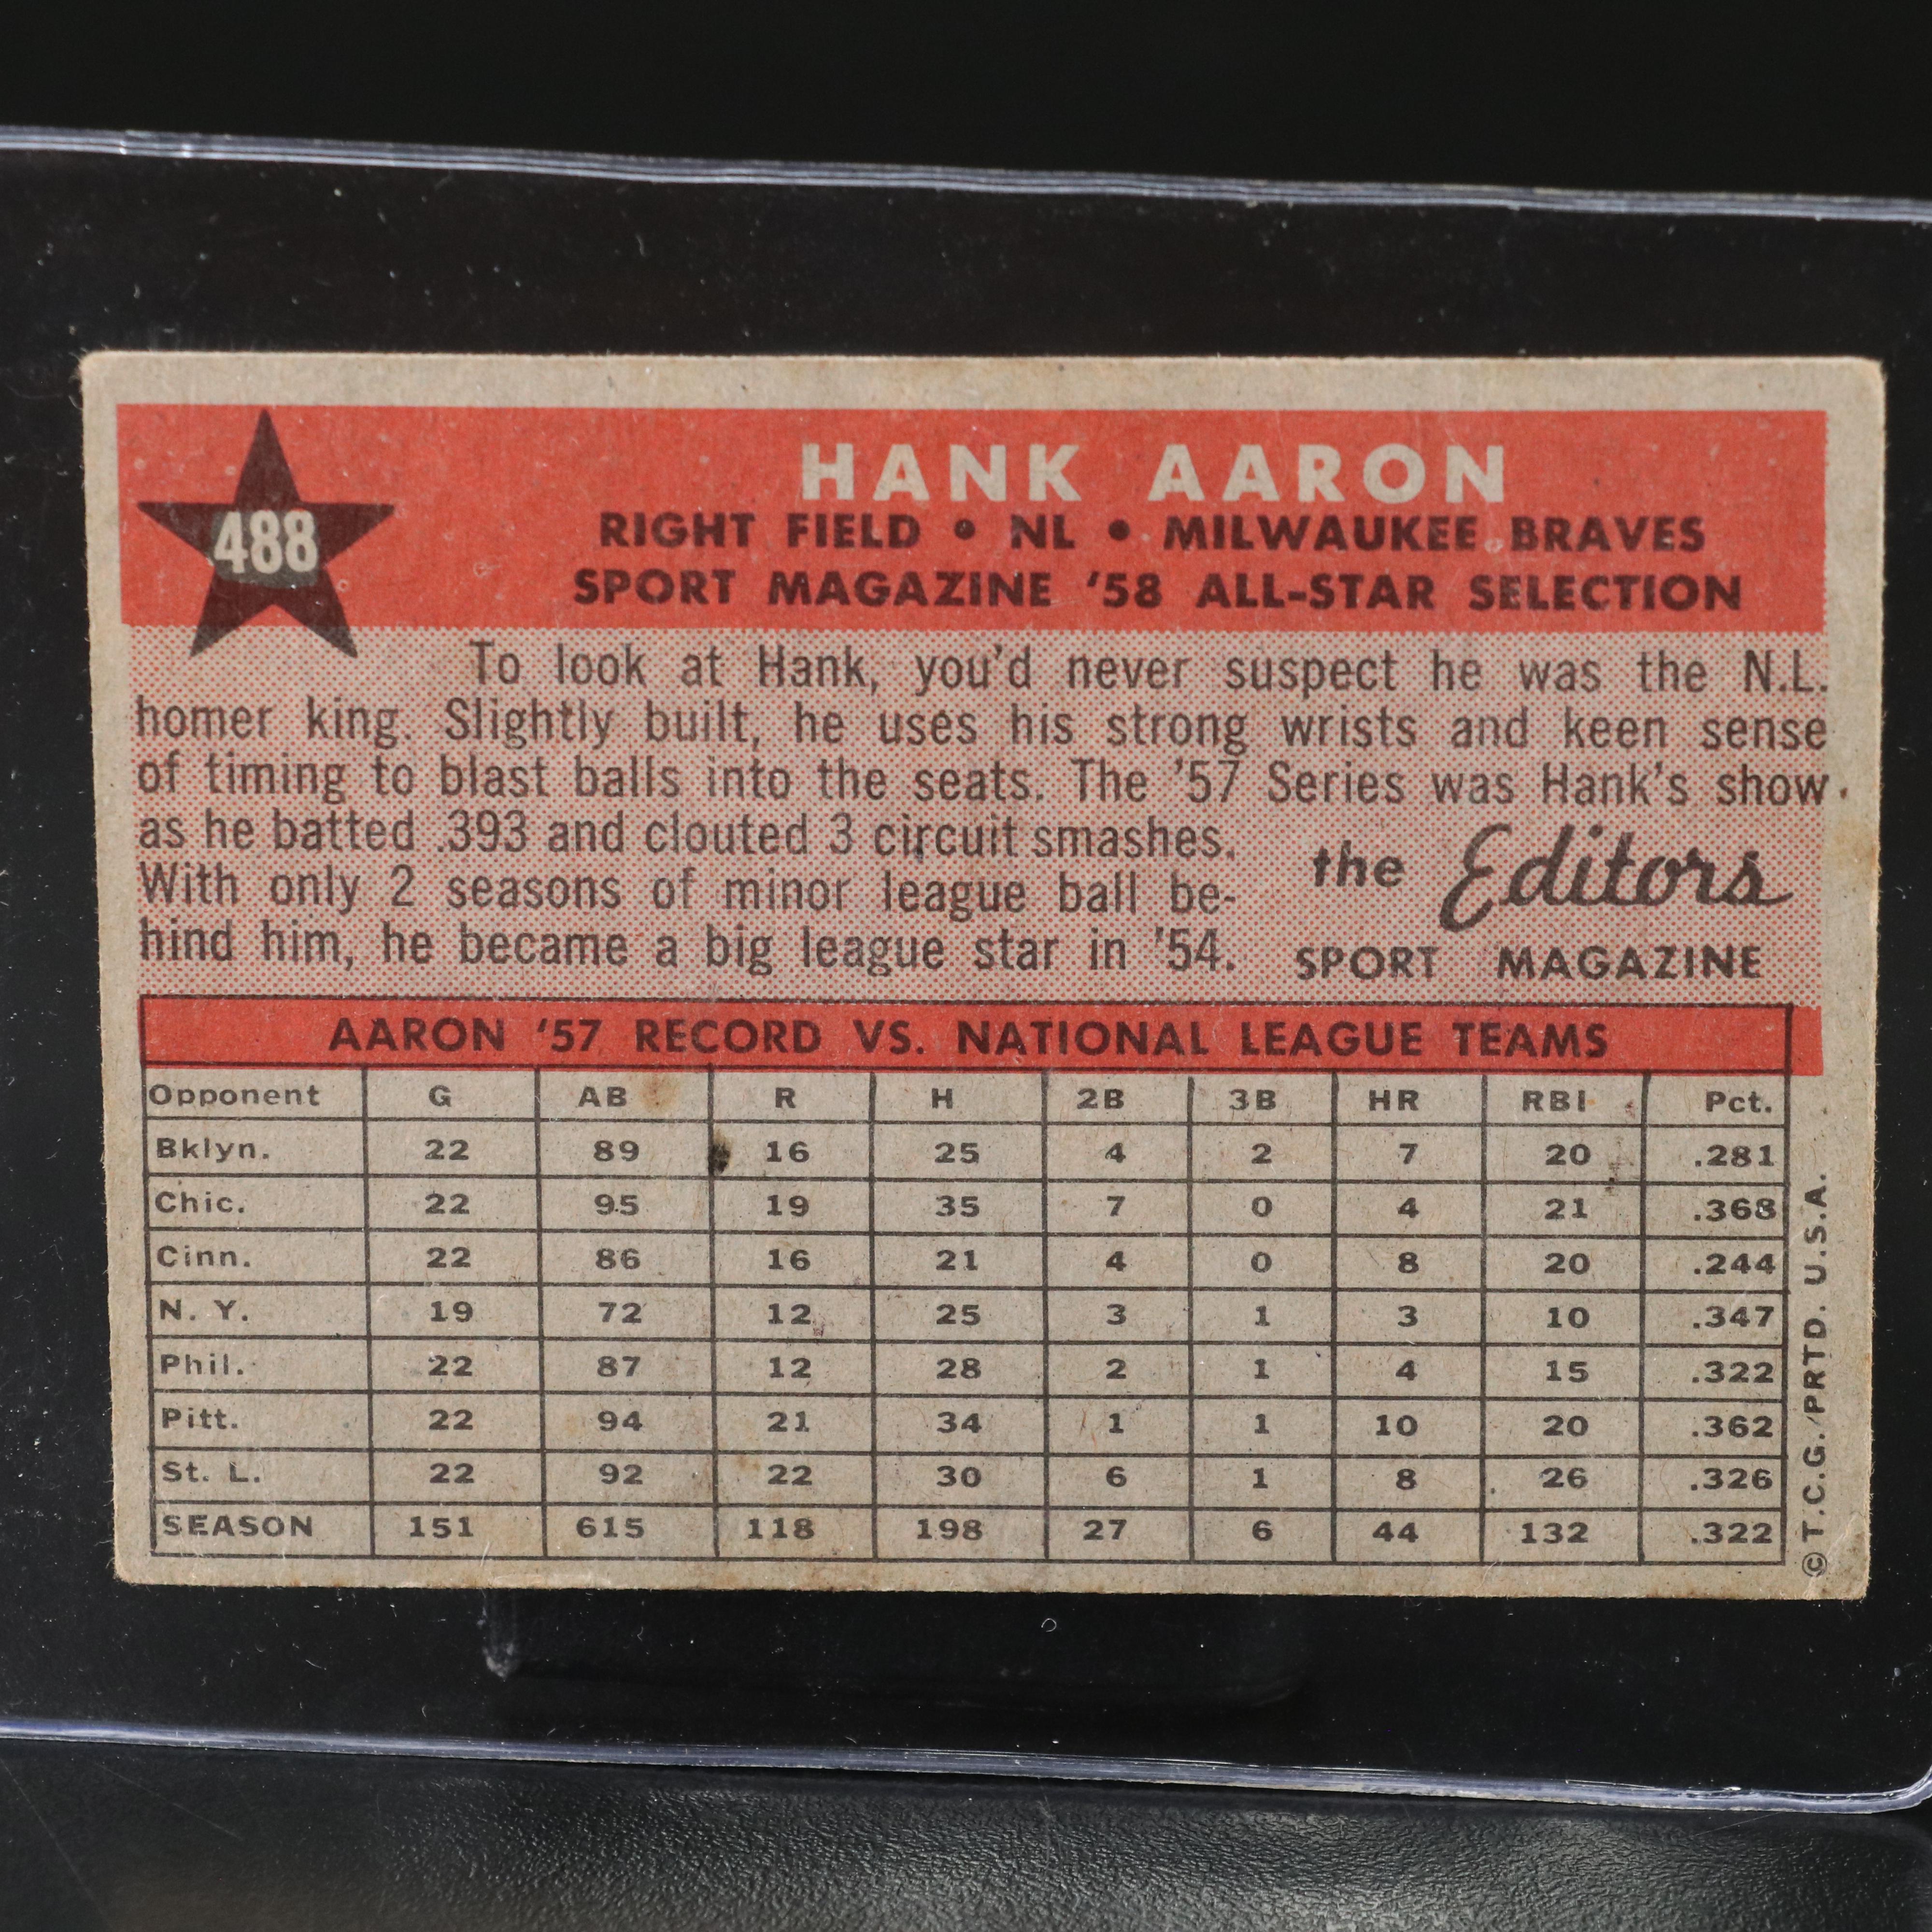 HANK AARON
488
RIGHT FIELD • NL • MILWAUKEE BRAVES
SPORT MAGAZINE '58 ALL-STAR SELECTION
To look at Hank, you'd never suspect he was the N.L.
homer king. Slightly built, he uses his strong wrists and keen sense
of timing to blast balls into the seats. The '57 Series was Hank's show
as he batted .393 and clouted 3 circuit smashes.
With only 2 seasons of minor league ball be-
hind him, he became a big league star in '54.
the Editors
SPORT MAGAZINE
AARON '57 RECORD VS. NATIONAL LEAGUE TEAMS
Opponent G AB R H 2B 3B HR RBI Pct.
Bklyn. 22 89 16 25 4 2 7 20 .281
Chic. 22 95 19 35 7 0 4 21 .368
Cinn. 22 86 16 21 4 0 8 20 .244
N. Y. 19 72 12 25 3 1 3 10 .347
Phil. 22 87 12 28 2 1 4 15 .322
Pitt. 22 94 21 34 1 1 10 20 .362
St. L. 22 92 22 30 6 1 8 26 .326
SEASON 151 615 118 198 27 6 44 132 .322
© T.C.G. PRTD. U.S.A.